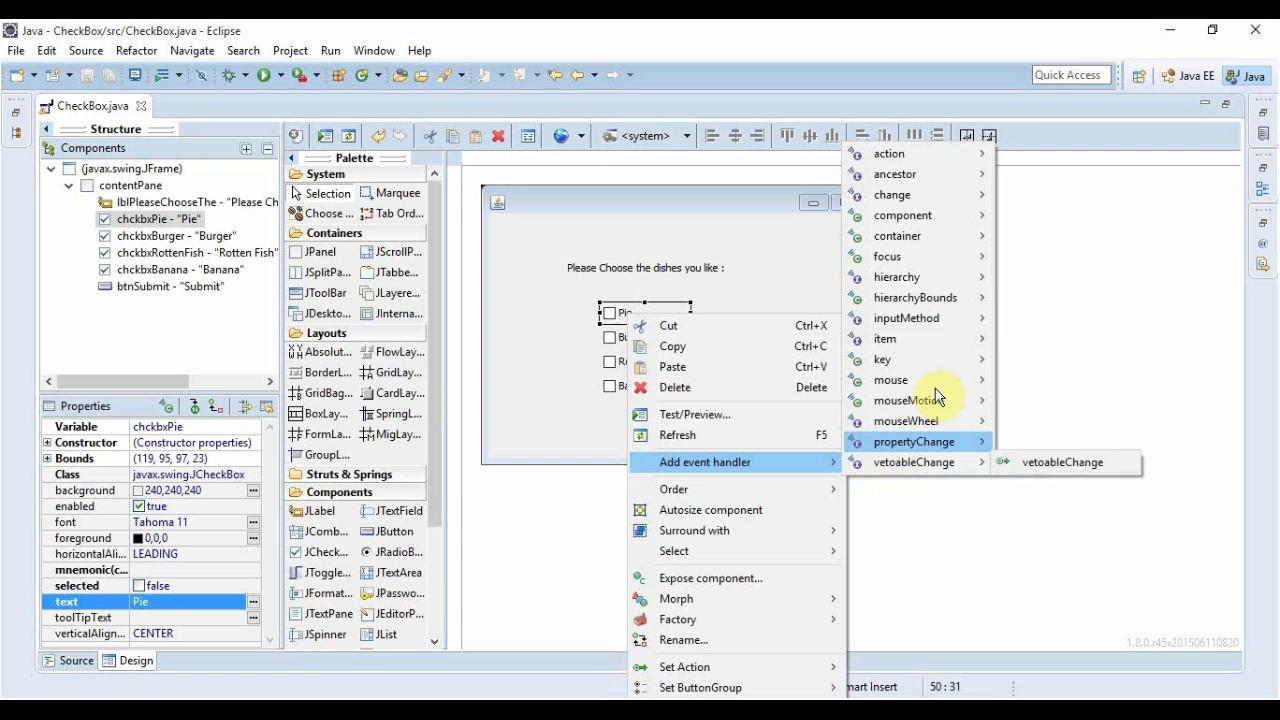 Java - CheckBox/src/CheckBox.java - Eclipse
File Edit Source Refactor Navigate Search Project Run Window Help
Quick Access
Java EE
Java
CheckBox.java
Structure
Components
(javax.swing.JFrame)
contentPane
lblPleaseChooseThe - "Please Ch
chckbxPie - "Pie"
chckbxBurger - "Burger"
chckbxRottenFish - "Rotten Fish"
chckbxBanana - "Banana"
btnSubmit - "Submit"
Properties
Variable chckbxPie
Constructor (Constructor properties)
Bounds (119, 95, 97, 23)
Class javax.swing.JCheckBox
background 240,240,240
enabled true
font Tahoma 11
foreground 0,0,0
horizontalAli... LEADING
mnemonic(c...
selected false
text Pie
toolTipText
verticalAlign... CENTER
Source Design
Palette
System
Selection Marquee
Choose ... Tab Ord...
Containers
JPanel JScrollP...
JSplitPa... JTabbe...
JToolBar JLayere...
JDeskto... JInterna...
Layouts
Absolut... FlowLay...
BorderL... GridLay...
GridBag... CardLay...
BoxLay... SpringL...
FormLa... MigLay...
GroupL...
Struts & Springs
Components
JLabel JTextField
JComb... JButton
JCheck... JRadioB...
JToggle... JTextArea
JFormat... JPasswo...
JTextPane JEditorP...
JSpinner JList
<system>
Please Choose the dishes you like :
Pie
Bu
Ro
Ba
Cut Ctrl+X
Copy Ctrl+C
Paste Ctrl+V
Delete Delete
Test/Preview...
Refresh F5
Add event handler
Order
Autosize component
Surround with
Select
Expose component...
Morph
Factory
Rename...
Set Action
Set ButtonGroup
action
ancestor
change
component
container
focus
hierarchy
hierarchyBounds
inputMethod
item
key
mouse
mouseMotion
mouseWheel
propertyChange
vetoableChange
vetoableChange
1.8.0.r45x201506110820
mart Insert
50 : 31